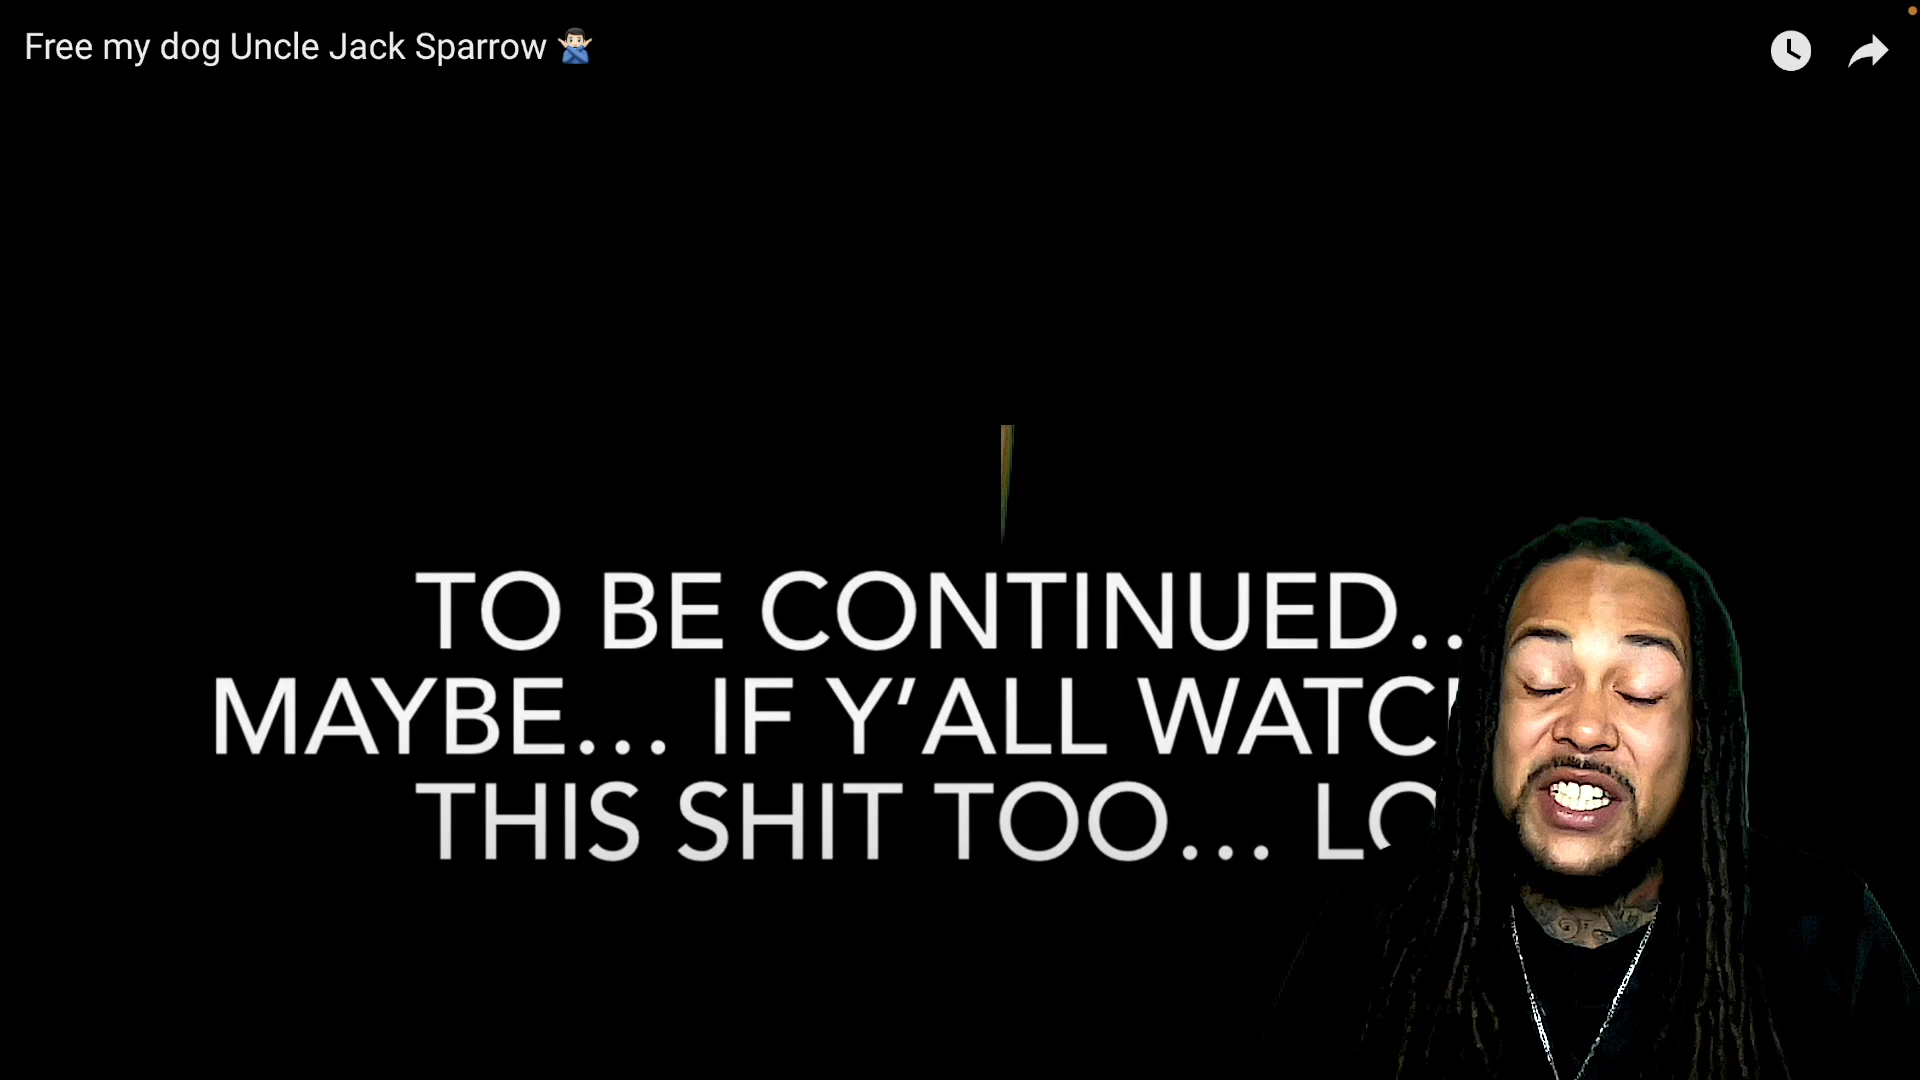 Free my dog Uncle Jack Sparrow 🙅🏻‍♂️
TO BE CONTINUED..
MAYBE... IF Y'ALL WATC
THIS SHIT TOO... LO